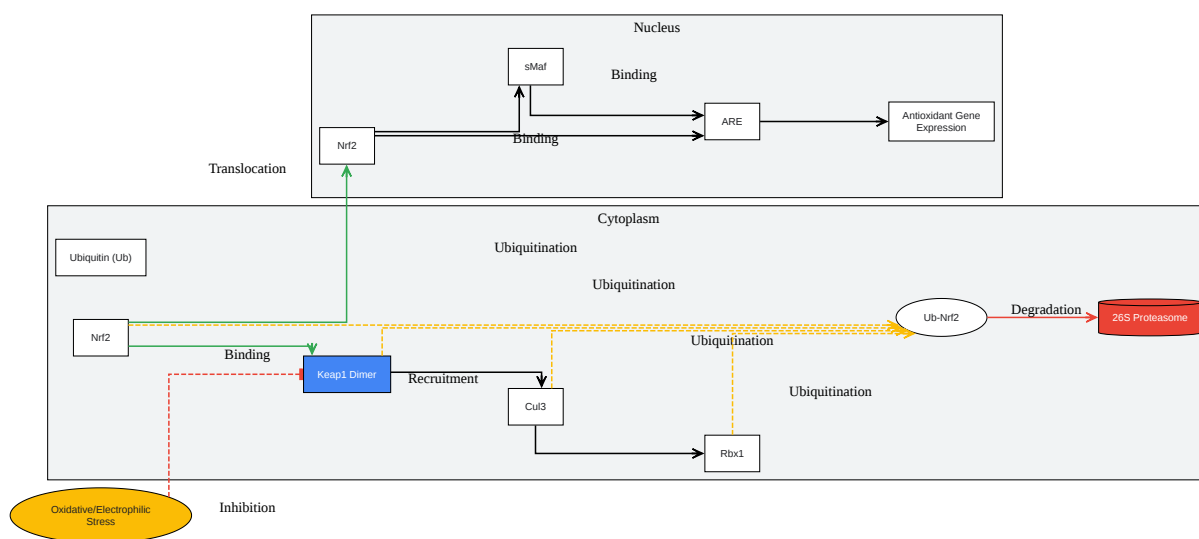 Nucleus
sMaf
Binding
ARE
Antioxidant Gene
Expression
Nrf2
Binding
Translocation
Cytoplasm
Ubiquitination
Ubiquitin (Ub)
Ubiquitination
Nrf2
Ub-Nrf2
Degradation
26S Proteasome
Binding
Ubiquitination
Keap1 Dimer
Recruitment
Ubiquitination
Cul3
Rbx1
Oxidative/Electrophilic
Stress
Inhibition